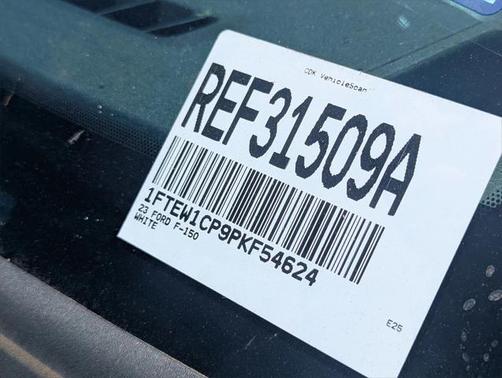 CDK VehicleScan
REF31509A
1FTEW1CP9PKF54624
23 FORD F-150
WHITE
E25